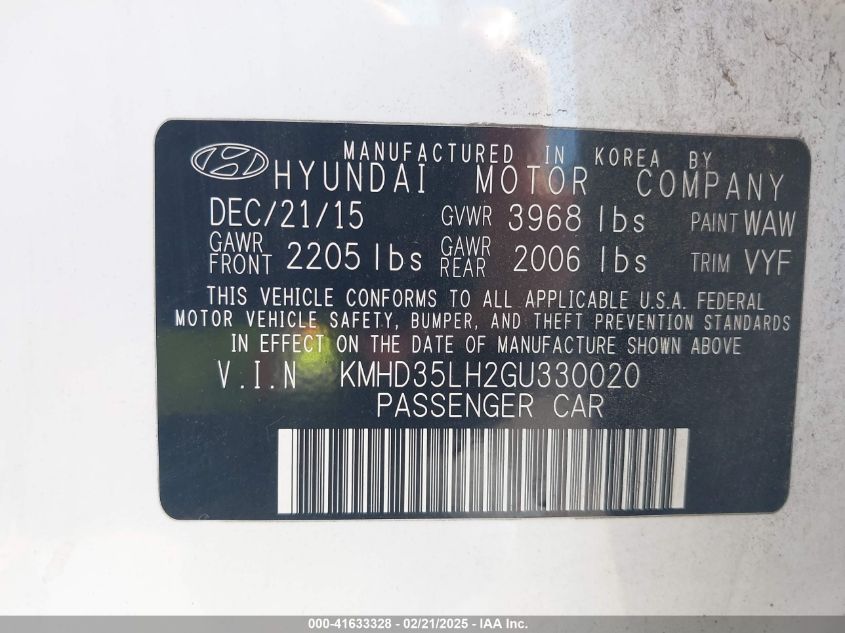 MANUFACTURED IN KOREA BY
HYUNDAI MOTOR COMPANY
DEC/21/15 GVWR 3968 lbs PAINT WAW
GAWR FRONT 2205 lbs GAWR REAR 2006 lbs TRIM VYF
THIS VEHICLE CONFORMS TO ALL APPLICABLE U.S.A. FEDERAL
MOTOR VEHICLE SAFETY, BUMPER, AND THEFT PREVENTION STANDARDS
IN EFFECT ON THE DATE OF MANUFACTURE SHOWN ABOVE
V.I.N KMHD35LH2GU330020
PASSENGER CAR
000-41633328 - 02/21/2025 - IAA Inc.